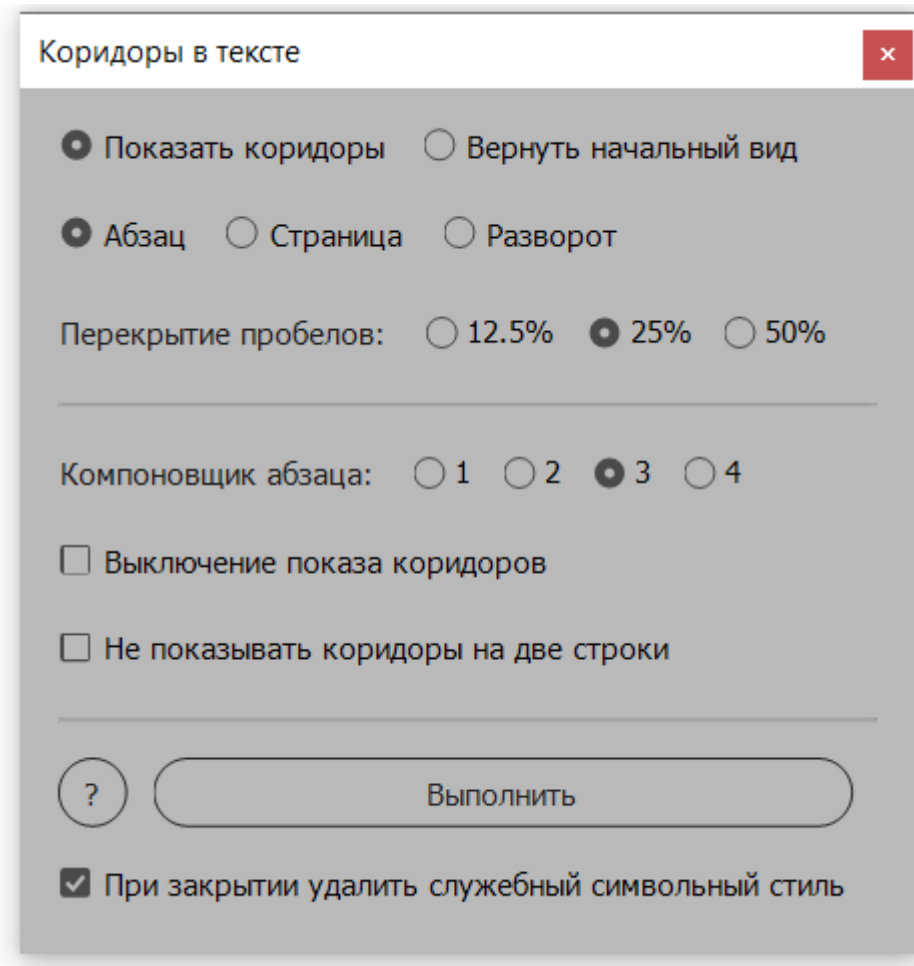 Коридоры в тексте ×
Показать коридоры Вернуть начальный вид
Абзац Страница Разворот
Перекрытие пробелов: 12.5% 25% 50%
Компоновщик абзаца: 1 2 3 4
Выключение показа коридоров
Не показывать коридоры на две строки
? Выполнить
При закрытии удалить служебный символьный стиль